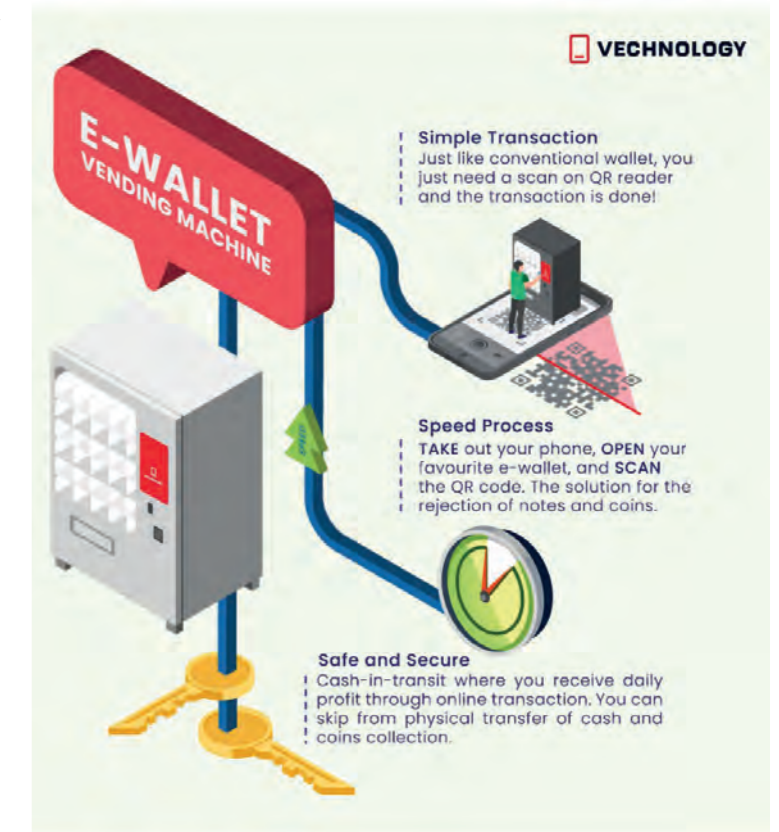 VECHNOLOGY
E-WALLET
VENDING MACHINE
Simple Transaction
Just like conventional wallet, you
just need a scan on QR reader
and the transaction is done!
SPEED
Speed Process
TAKE out your phone, OPEN your
favourite e-wallet, and SCAN
the QR code. The solution for the
rejection of notes and coins.
Safe and Secure
Cash-in-transit where you receive daily
profit through online transaction. You can
skip from physical transfer of cash and
coins collection.